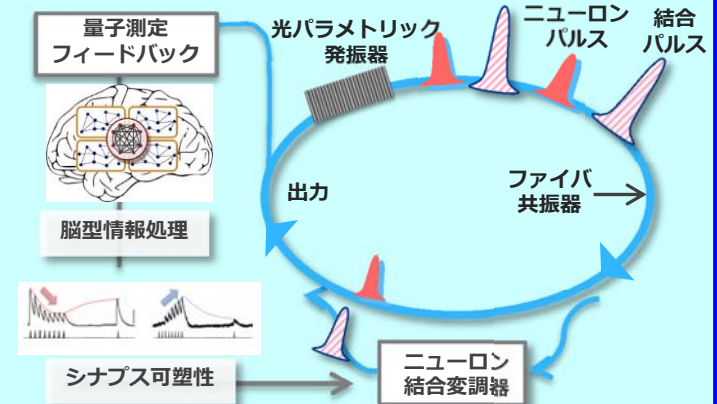 量子測定
フィードバック
光パラメトリック
発振器
ニューロン
パルス
結合
パルス
出力
ファイバ
共振器
脳型情報処理
シナプス可塑性
ニューロン
結合変調器